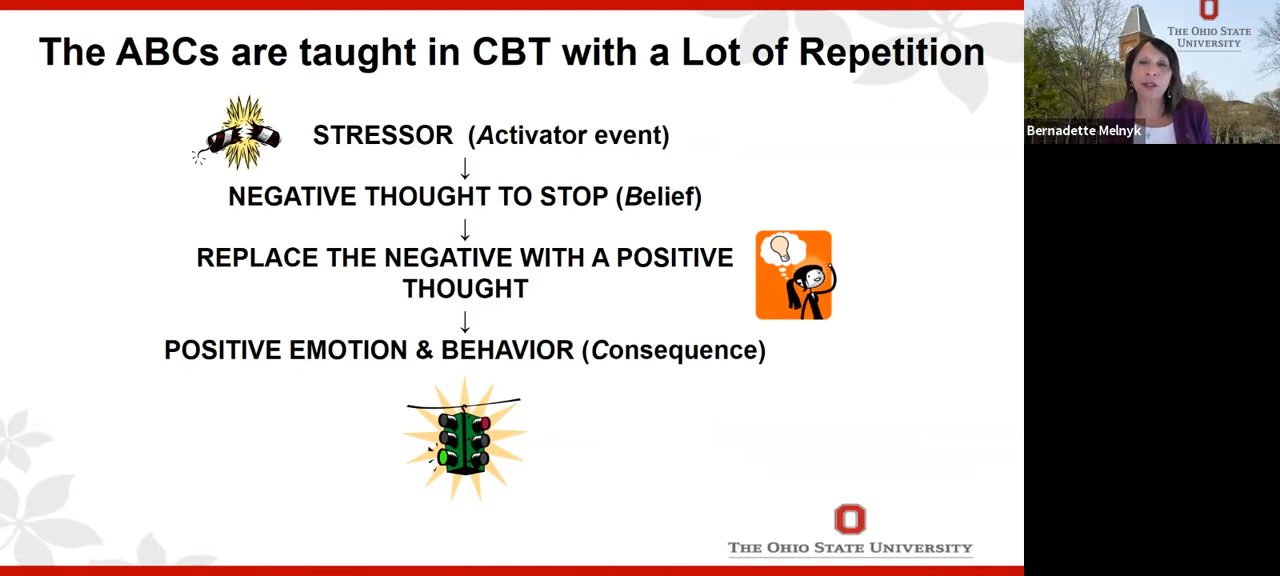 The ABCs are taught in CBT with a Lot of Repetition
STRESSOR (Activator event)
↓
NEGATIVE THOUGHT TO STOP (Belief)
↓
REPLACE THE NEGATIVE WITH A POSITIVE
THOUGHT
↓
POSITIVE EMOTION & BEHAVIOR (Consequence)
THE OHIO STATE UNIVERSITY
THE OHIO STATE
UNIVERSITY
Bernadette Melnyk